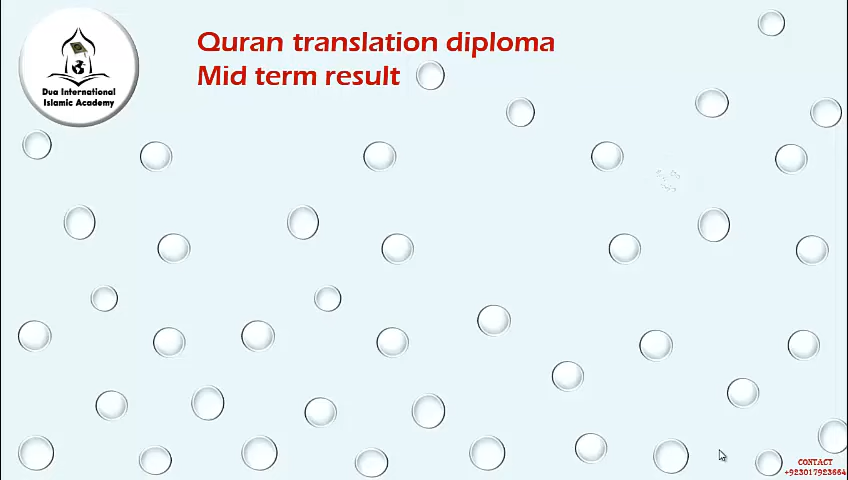 Quran translation diploma
Mid term result
Dua International
Islamic Academy
CONTACT
+923017923664